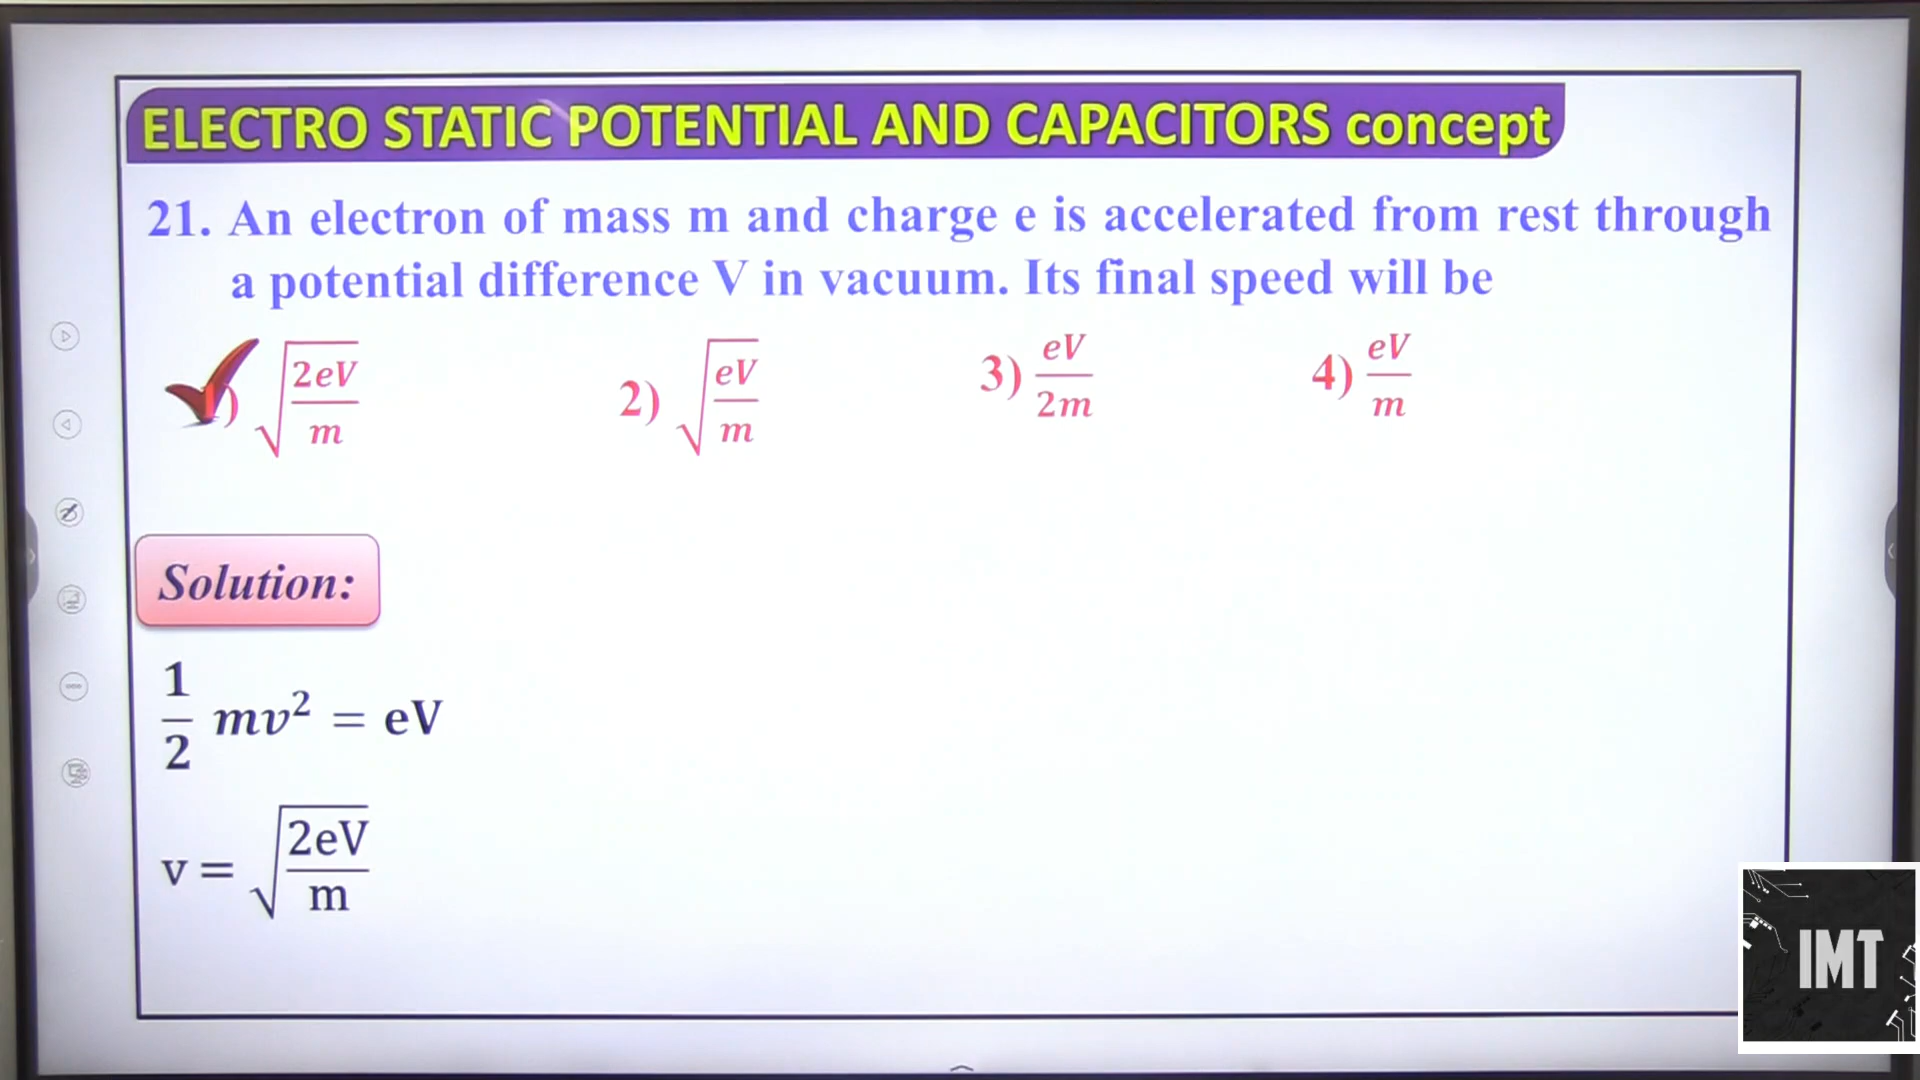 ELECTRO STATIC POTENTIAL AND CAPACITORS concept
21. An electron of mass m and charge e is accelerated from rest through
a potential difference V in vacuum. Its final speed will be
1) √(2eV/m) 2) √(eV/m) 3) eV/2m 4) eV/m
Solution:
1/2 mv² = eV
v = √(2eV/m)
IMT